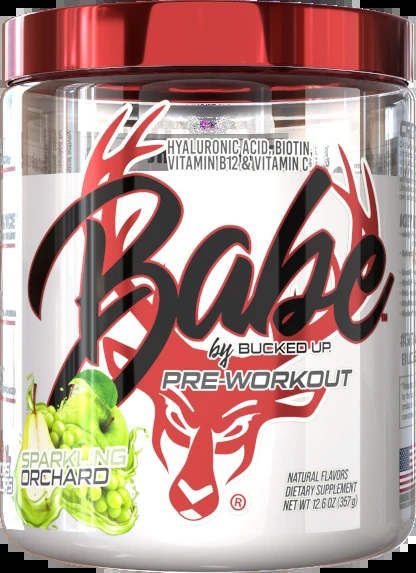 HYALURONIC ACID, BIOTIN,
VITAMIN B12, & VITAMIN C
Babe
by BUCKED UP
PRE-WORKOUT
SPARKLING
ORCHARD
®
NATURAL FLAVORS
DIETARY SUPPLEMENT
NET WT 12.6 OZ (357g)